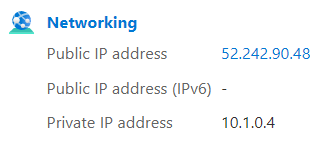 Networking
Public IP address 52.242.90.48
Public IP address (IPv6) -
Private IP address 10.1.0.4